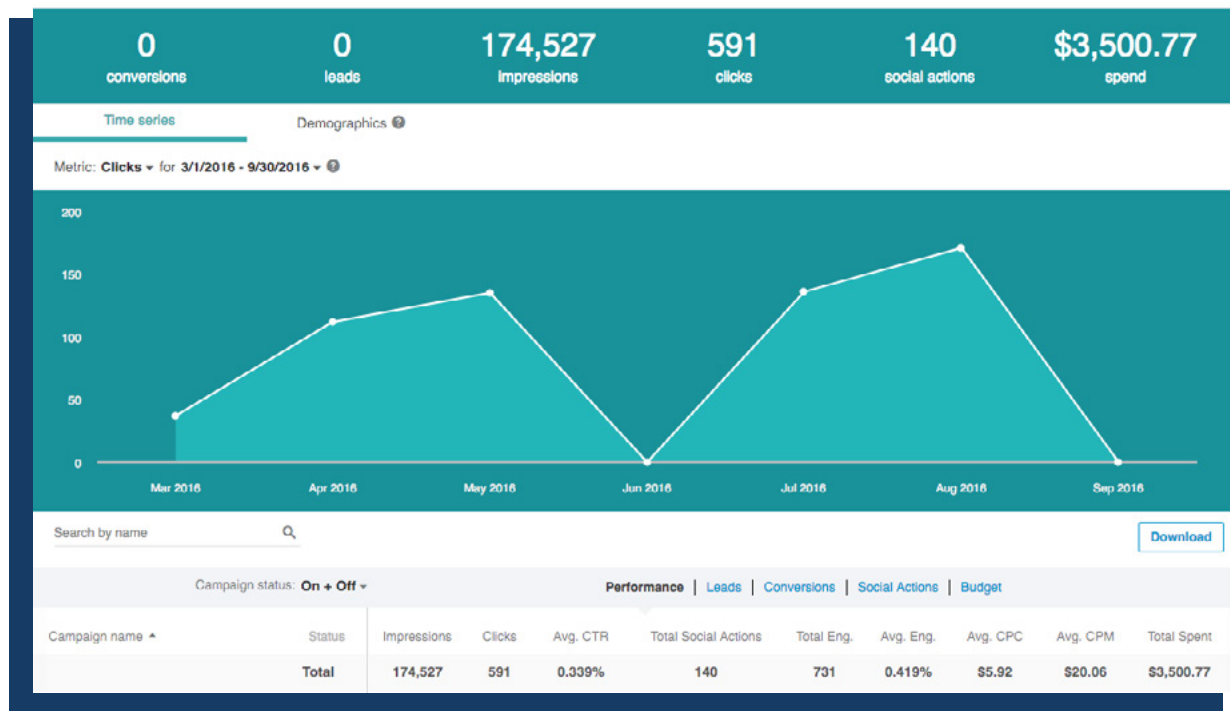 0 0 174,527 591 140 $3,500.77
conversions leads impressions clicks social actions spend
Time series Demographics ?
Metric: Clicks for 3/1/2016 - 9/30/2016 ?
200
150
100
50
0
Mar 2016 Apr 2016 May 2016 Jun 2016 Jul 2016 Aug 2016 Sep 2016
Search by name Download
Campaign status: On + Off Performance | Leads | Conversions | Social Actions | Budget
Campaign name Status Impressions Clicks Avg. CTR Total Social Actions Total Eng. Avg. Eng. Avg. CPC Avg. CPM Total Spent
Total 174,527 591 0.339% 140 731 0.419% $5.92 $20.06 $3,500.77